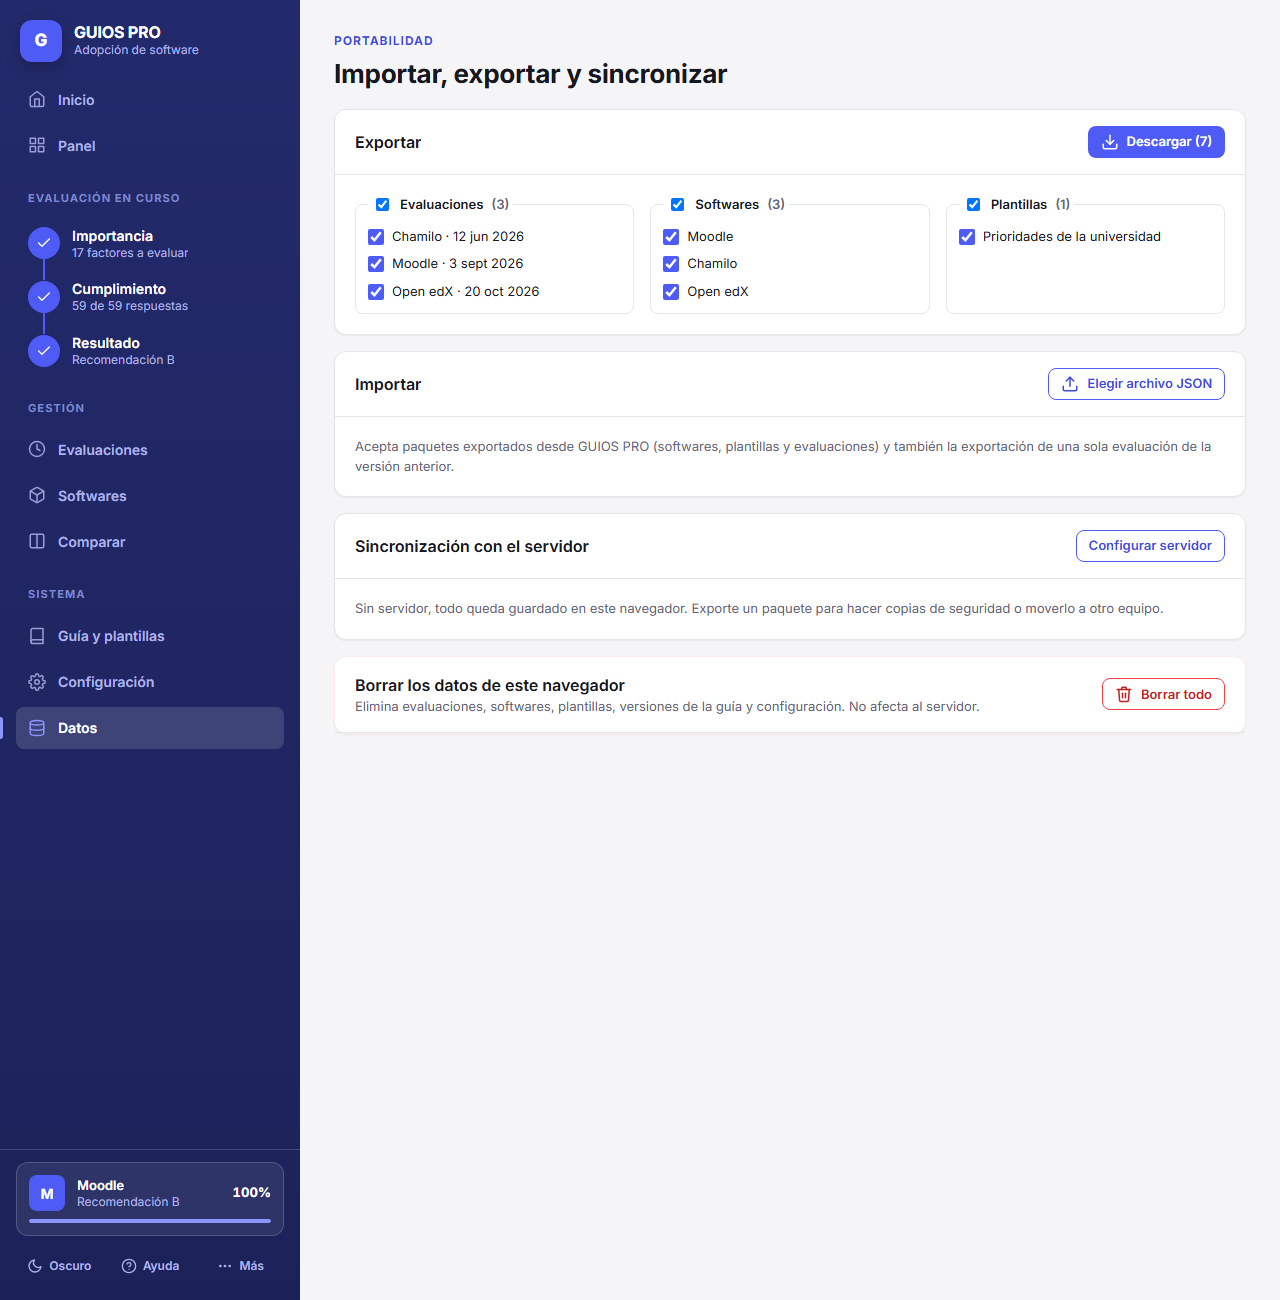 G
GUIOS PRO
Adopción de software
Inicio
Panel
EVALUACIÓN EN CURSO
Importancia
17 factores a evaluar
Cumplimiento
59 de 59 respuestas
Resultado
Recomendación B
GESTIÓN
Evaluaciones
Softwares
Comparar
SISTEMA
Guía y plantillas
Configuración
Datos
M
Moodle
Recomendación B
100%
Oscuro
Ayuda
Más
PORTABILIDAD
Importar, exportar y sincronizar
Exportar
Descargar (7)
Evaluaciones (3)
Chamilo · 12 jun 2026
Moodle · 3 sept 2026
Open edX · 20 oct 2026
Softwares (3)
Moodle
Chamilo
Open edX
Plantillas (1)
Prioridades de la universidad
Importar
Elegir archivo JSON
Acepta paquetes exportados desde GUIOS PRO (softwares, plantillas y evaluaciones) y también la exportación de una sola evaluación de la
versión anterior.
Sincronización con el servidor
Configurar servidor
Sin servidor, todo queda guardado en este navegador. Exporte un paquete para hacer copias de seguridad o moverlo a otro equipo.
Borrar los datos de este navegador
Elimina evaluaciones, softwares, plantillas, versiones de la guía y configuración. No afecta al servidor.
Borrar todo